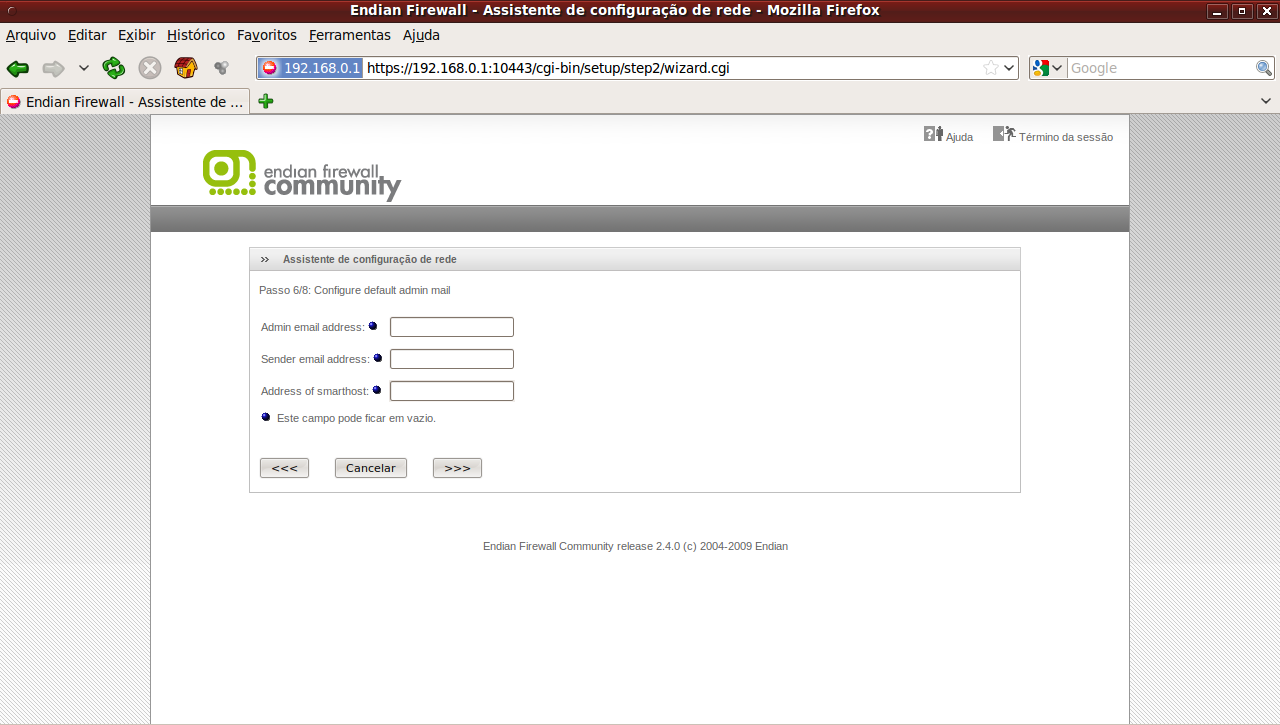 Endian Firewall - Assistente de configuração de rede - Mozilla Firefox
Arquivo Editar Exibir Histórico Favoritos Ferramentas Ajuda
192.168.0.1 https://192.168.0.1:10443/cgi-bin/setup/step2/wizard.cgi Google
Endian Firewall - Assistente de ...
Ajuda Término da sessão
endian firewall
community
Assistente de configuração de rede
Passo 6/8: Configure default admin mail
Admin email address:
Sender email address:
Address of smarthost:
Este campo pode ficar em vazio.
<<< Cancelar >>>
Endian Firewall Community release 2.4.0 (c) 2004-2009 Endian